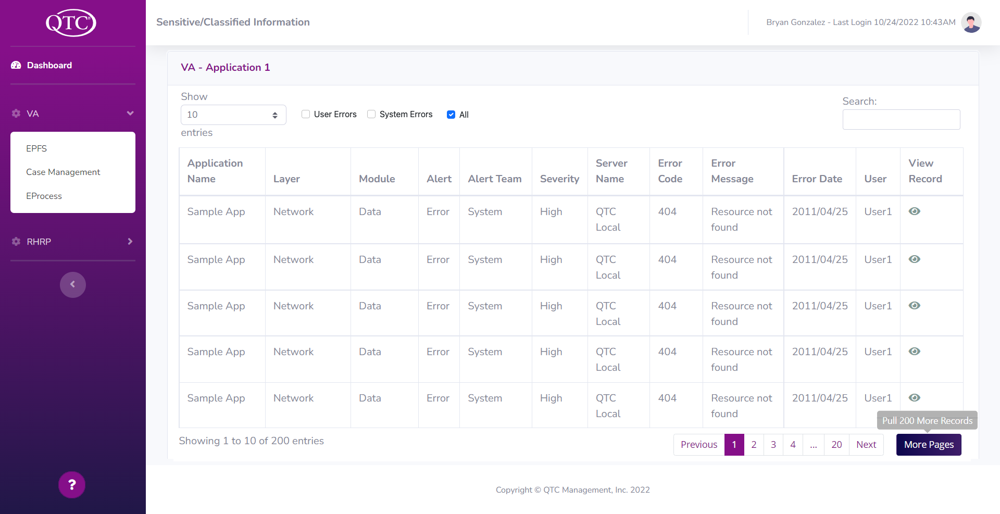 QTC®
Sensitive/Classified Information
Bryan Gonzalez - Last Login 10/24/2022 10:43AM
Dashboard
VA
EPFS
Case Management
EProcess
RHRP
?
VA - Application 1
Show
10
entries
User Errors
System Errors
All
Search:
Application Name Layer Module Alert Alert Team Severity Server Name Error Code Error Message Error Date User View Record
Sample App Network Data Error System High QTC Local 404 Resource not found 2011/04/25 User1
Sample App Network Data Error System High QTC Local 404 Resource not found 2011/04/25 User1
Sample App Network Data Error System High QTC Local 404 Resource not found 2011/04/25 User1
Sample App Network Data Error System High QTC Local 404 Resource not found 2011/04/25 User1
Sample App Network Data Error System High QTC Local 404 Resource not found 2011/04/25 User1
Pull 200 More Records
Showing 1 to 10 of 200 entries
Previous 1 2 3 4 ... 20 Next
More Pages
Copyright © QTC Management, Inc. 2022